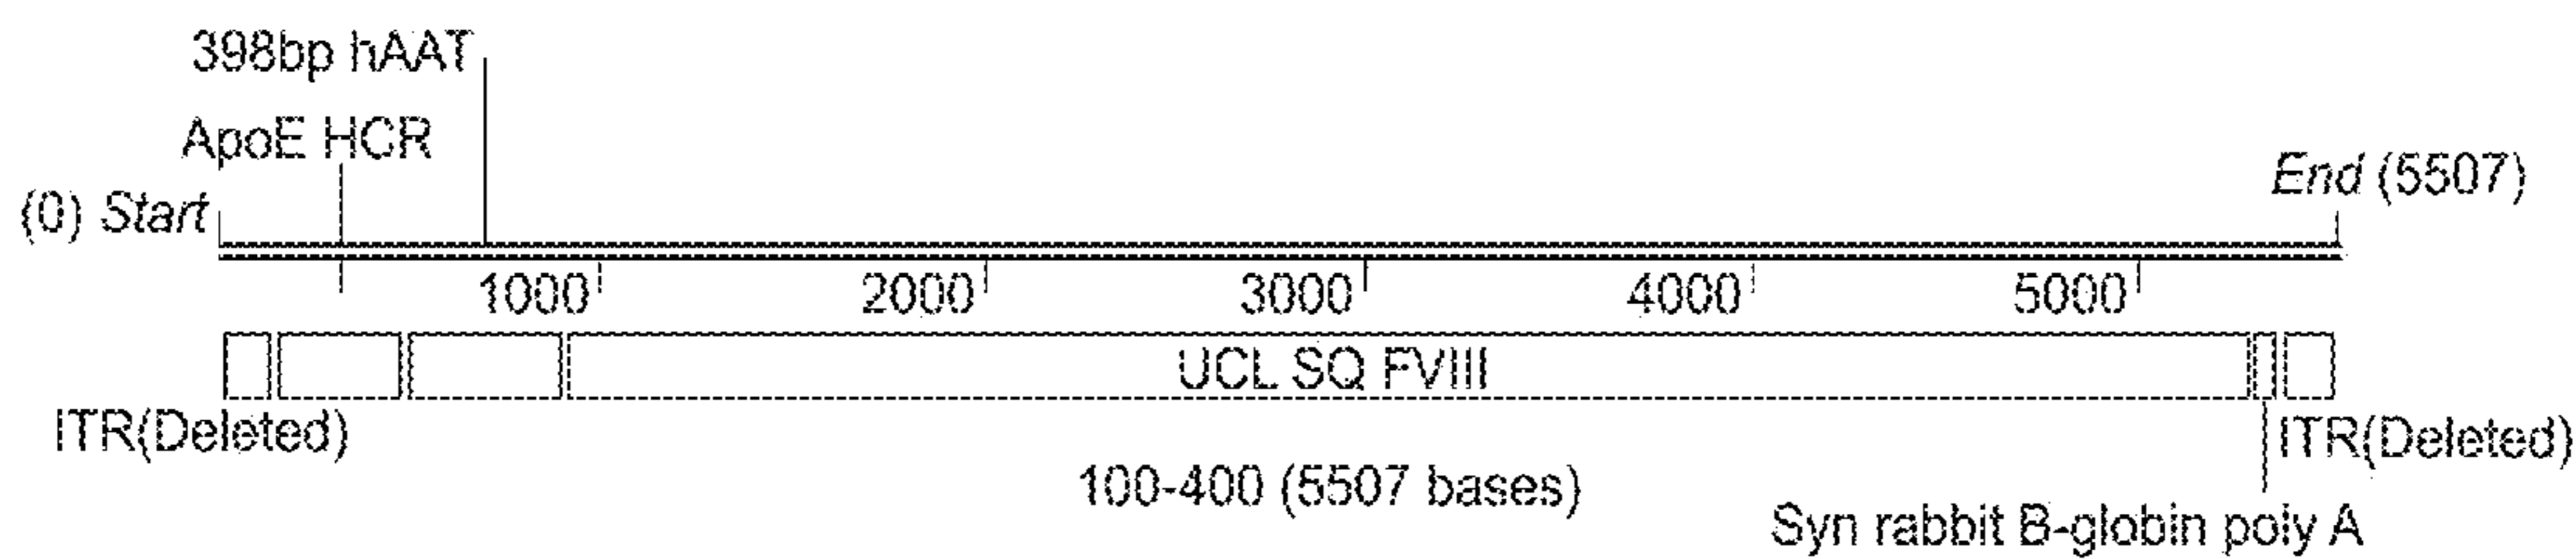 398bp hAAT
ApoE HCR
(0) Start
End (5507)
1000
2000
3000
4000
5000
UCL SQ FVIII
ITR(Deleted)
ITR(Deleted)
100-400 (5507 bases)
Syn rabbit B-globin poly A